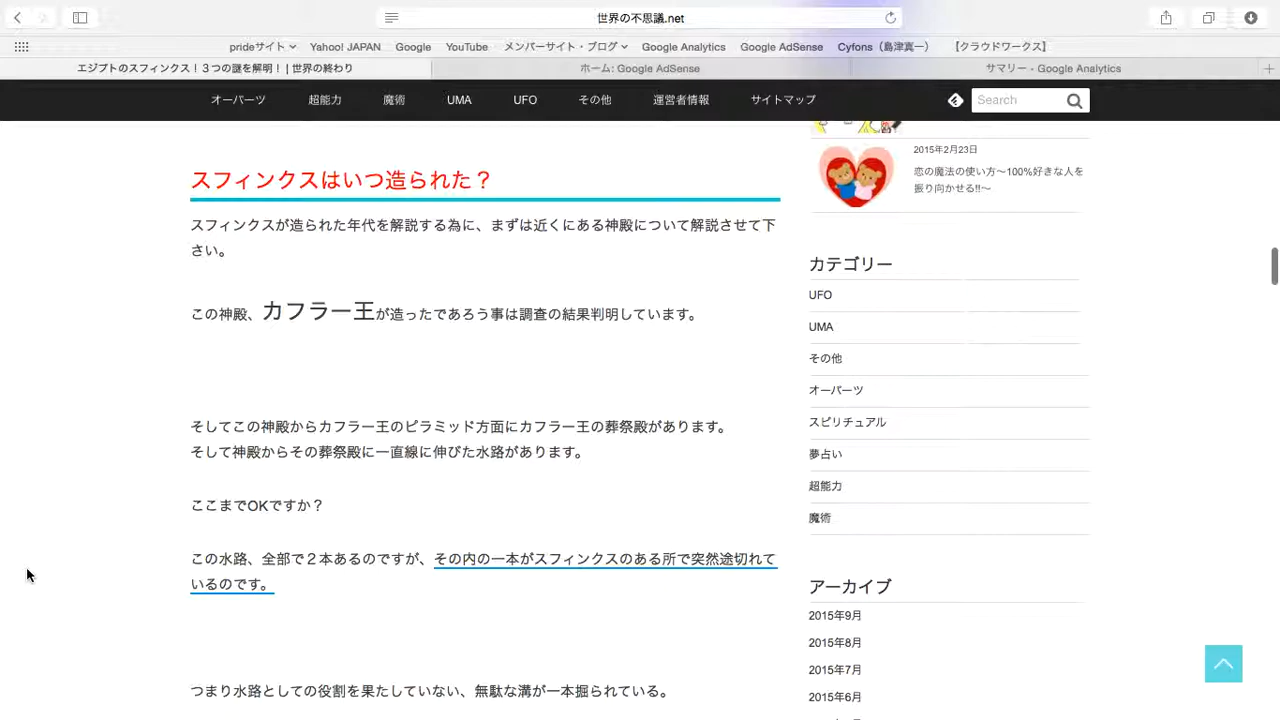 世界の不思議.net
prideサイト
Yahoo! JAPAN
Google
YouTube
メンバーサイト・ブログ
Google Analytics
Google AdSense
Cyfons（島津真一）
【クラウドワークス】
エジプトのスフィンクス！３つの謎を解明！ | 世界の終わり
ホーム: Google AdSense
サマリー - Google Analytics
オーパーツ
超能力
魔術
UMA
UFO
その他
運営者情報
サイトマップ
Search
スフィンクスはいつ造られた？
スフィンクスが造られた年代を解説する為に、まずは近くにある神殿について解説させて下
さい。
この神殿、カフラー王が造ったであろう事は調査の結果判明しています。
そしてこの神殿からカフラー王のピラミッド方面にカフラー王の葬祭殿があります。
そして神殿からその葬祭殿に一直線に伸びた水路があります。
ここまでOKですか？
この水路、全部で２本あるのですが、その内の一本がスフィンクスのある所で突然途切れて
いるのです。
つまり水路としての役割を果たしていない、無駄な溝が一本掘られている。
2015年2月23日
恋の魔法の使い方〜100%好きな人を
振り向かせる!!〜
カテゴリー
UFO
UMA
その他
オーパーツ
スピリチュアル
夢占い
超能力
魔術
アーカイブ
2015年9月
2015年8月
2015年7月
2015年6月